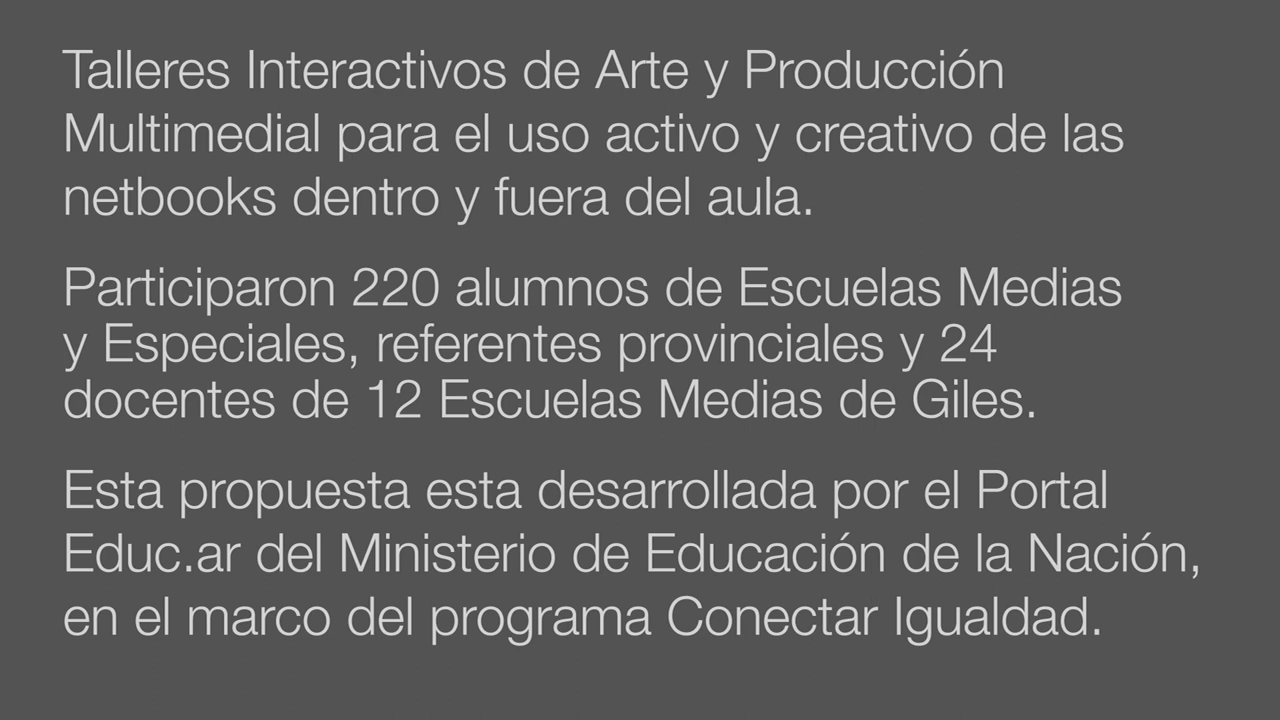 Talleres Interactivos de Arte y Producción
Multimedial para el uso activo y creativo de las
netbooks dentro y fuera del aula.
Participaron 220 alumnos de Escuelas Medias
y Especiales, referentes provinciales y 24
docentes de 12 Escuelas Medias de Giles.
Esta propuesta esta desarrollada por el Portal
Educ.ar del Ministerio de Educación de la Nación,
en el marco del programa Conectar Igualdad.